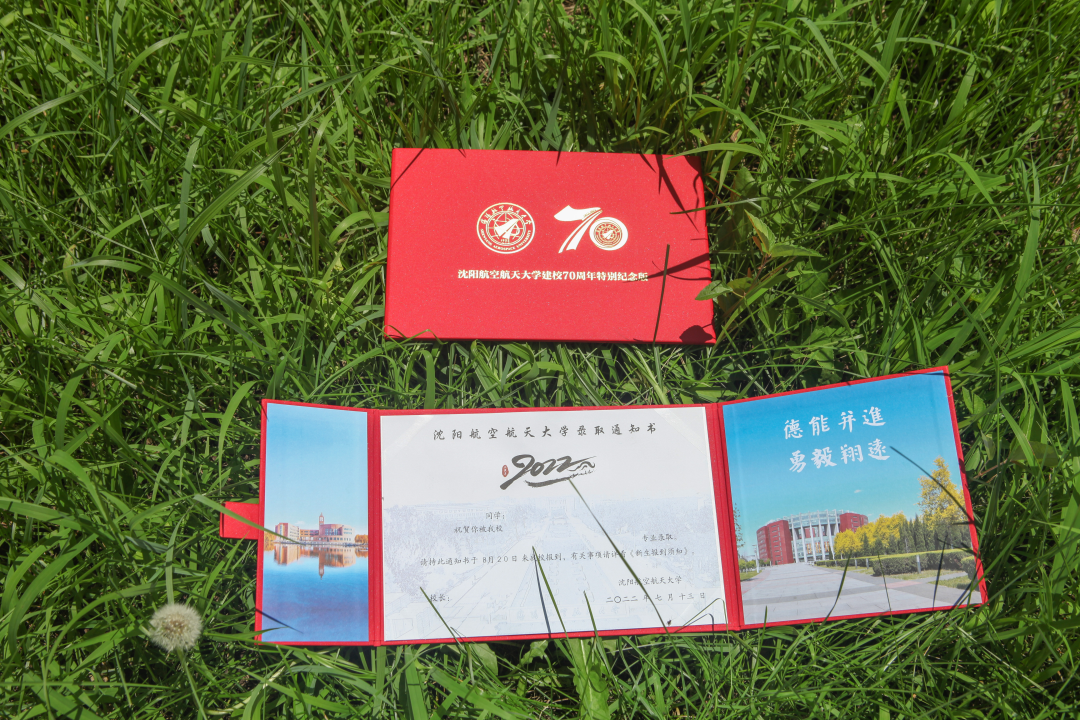 70
沈阳航空航天大学建校70周年特别纪念版
沈阳航空航天大学录取通知书
2022
同学:
祝贺你被我校
专业录取。
请持此通知书于8月20日来我校报到,有关事项请详看《新生报到须知》。
沈阳航空航天大学
校长:
二〇二二年七月十三日
德能并進
勇毅翔遠